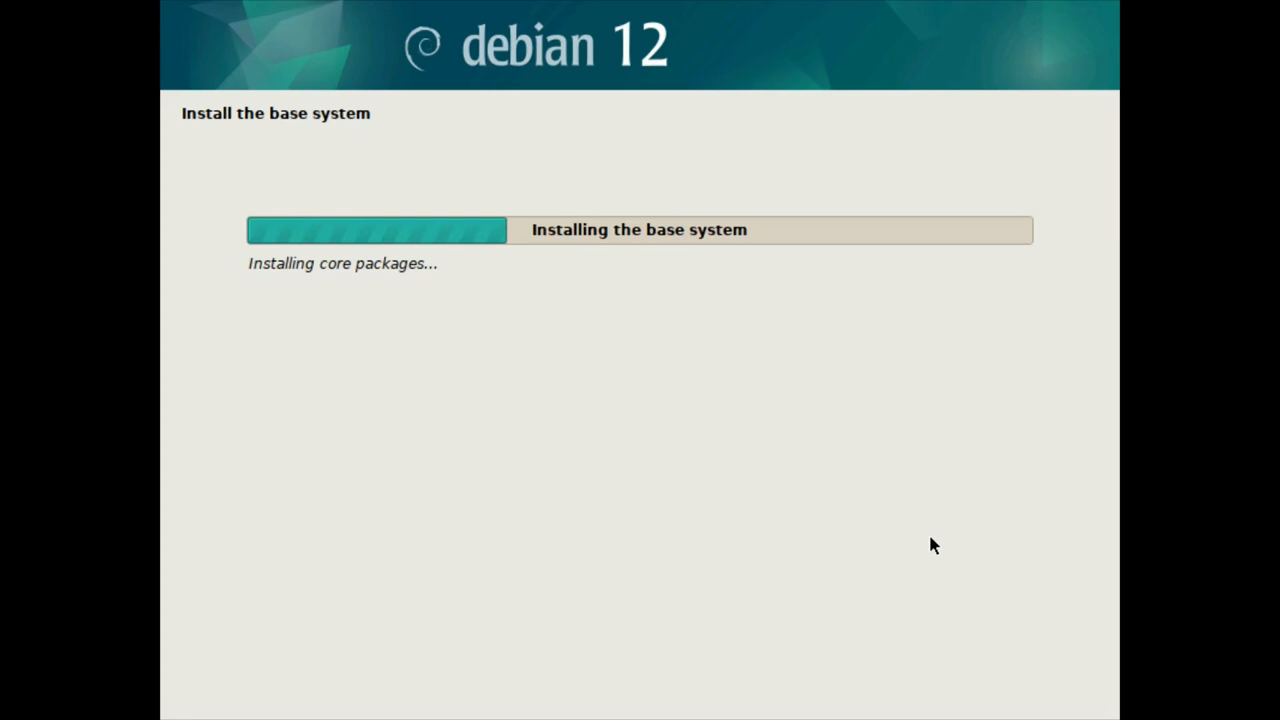 debian 12
Install the base system
Installing the base system
Installing core packages...